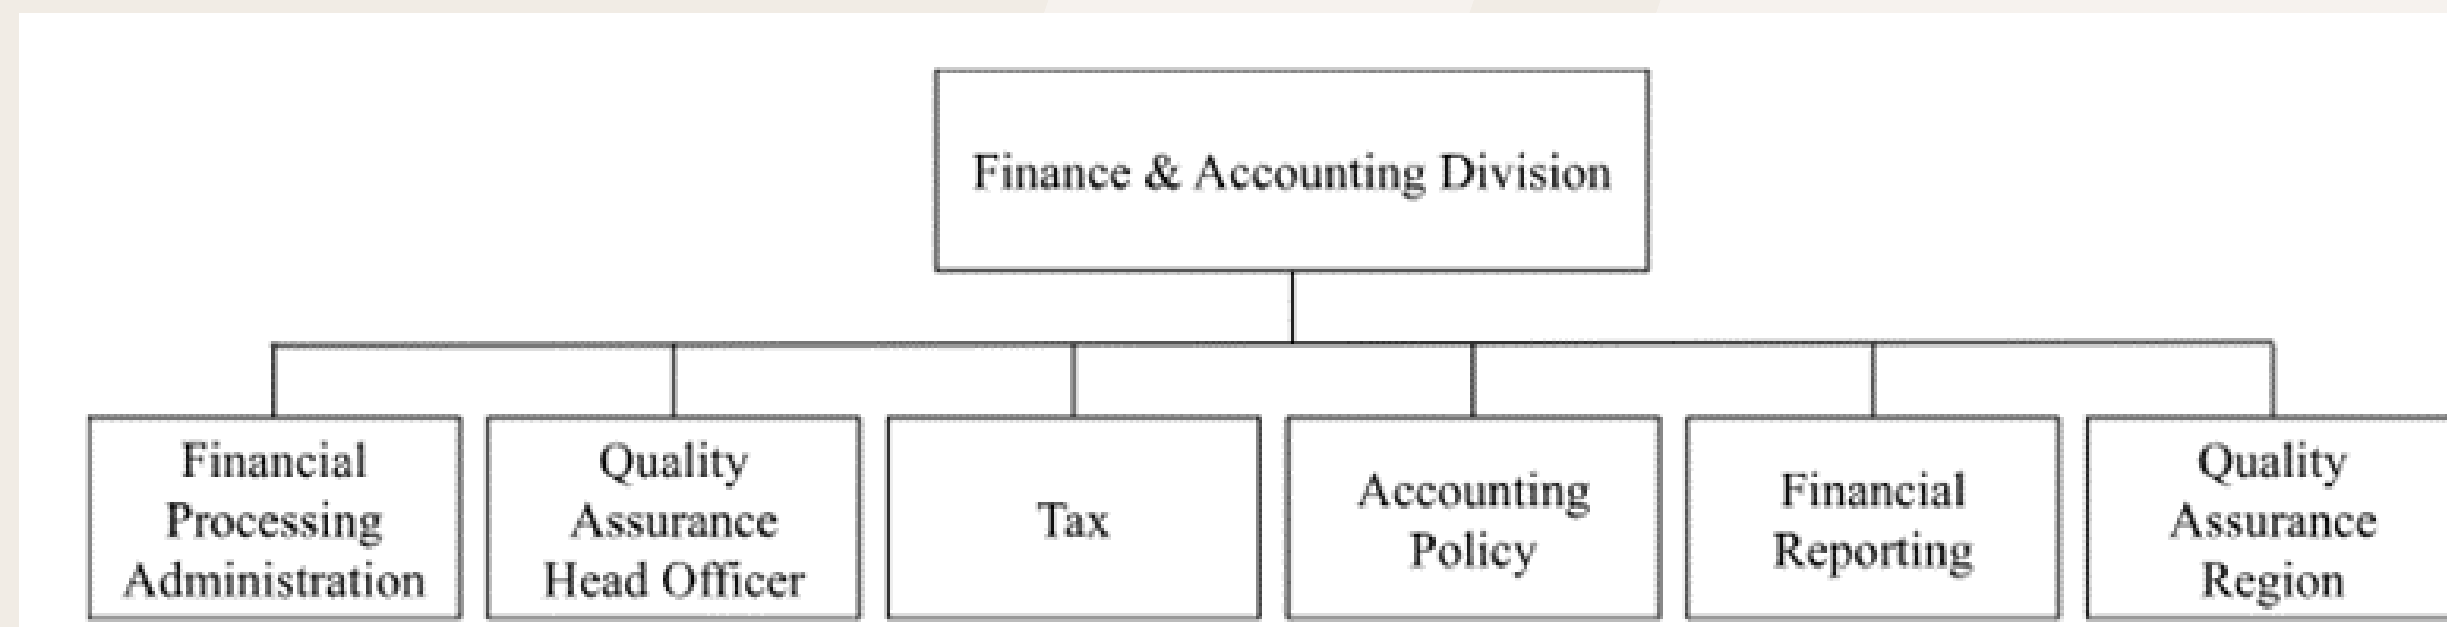 Finance & Accounting Division
Financial
Processing
Administration
Quality
Assurance
Head Officer
Tax
Accounting
Policy
Financial
Reporting
Quality
Assurance
Region